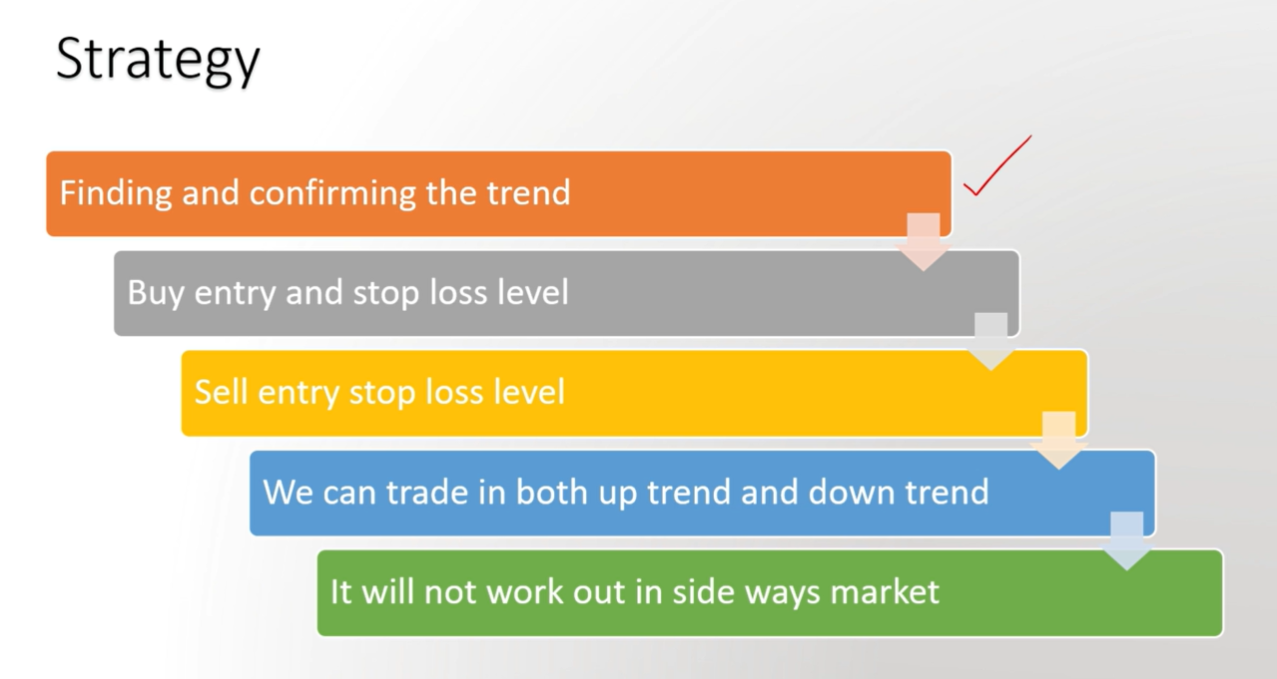 Strategy
Finding and confirming the trend
Buy entry and stop loss level
Sell entry stop loss level
We can trade in both up trend and down trend
It will not work out in side ways market